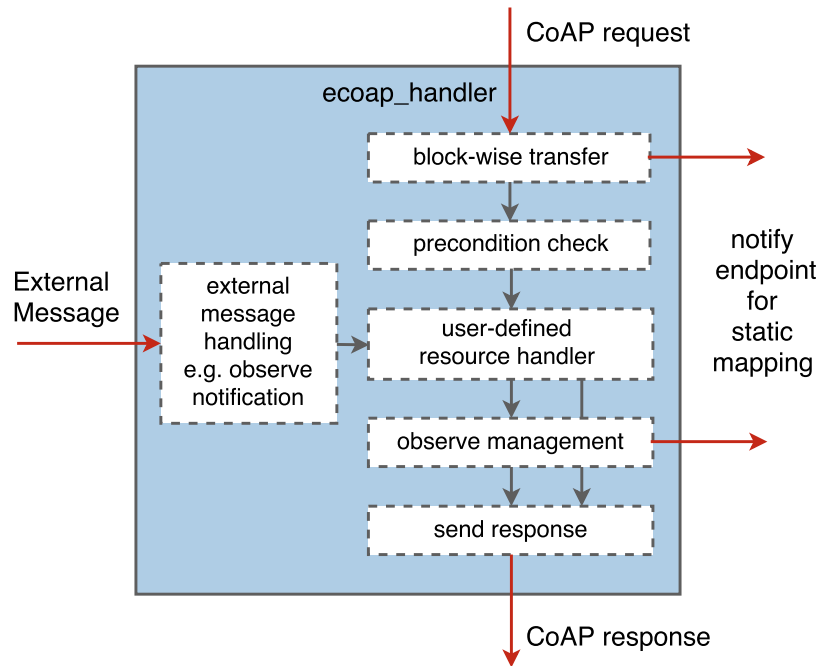 CoAP request
ecoap_handler
block-wise transfer
precondition check
notify
endpoint
for
static
mapping
External
Message
external
message
handling
e.g. observe
notification
user-defined
resource handler
observe management
send response
CoAP response